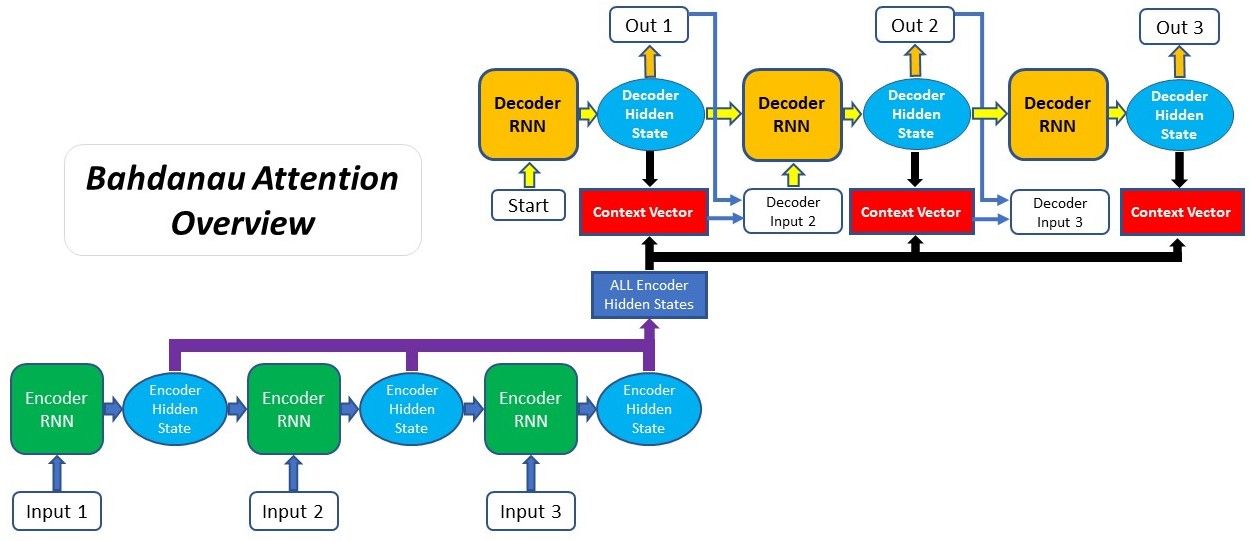 Out 1
Out 2
Out 3
Decoder
RNN
Decoder
Hidden
State
Decoder
RNN
Decoder
Hidden
State
Decoder
RNN
Decoder
Hidden
State
Bahdanau Attention
Overview
Start
Context Vector
Decoder
Input 2
Context Vector
Decoder
Input 3
Context Vector
ALL Encoder
Hidden States
Encoder
RNN
Encoder
Hidden
State
Encoder
RNN
Encoder
Hidden
State
Encoder
RNN
Encoder
Hidden
State
Input 1
Input 2
Input 3